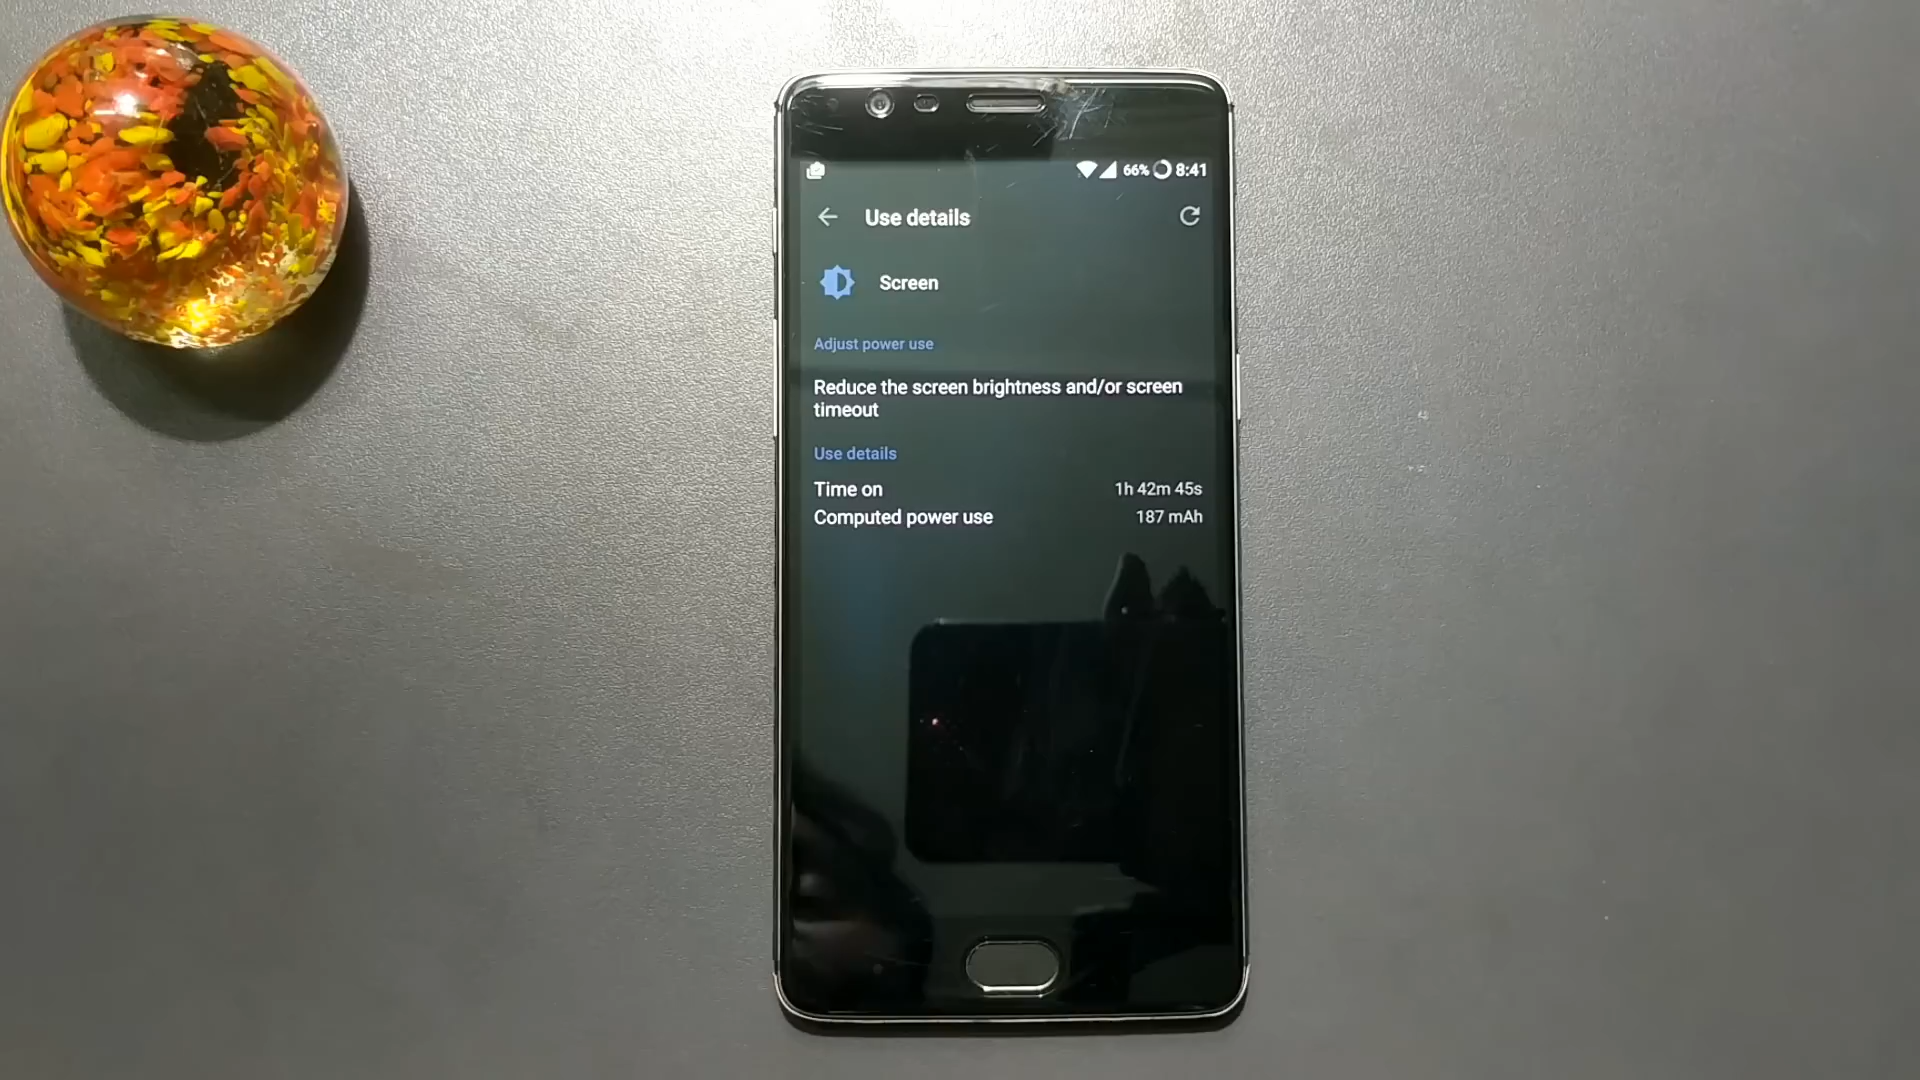 66% 8:41
Use details
Screen
Adjust power use
Reduce the screen brightness and/or screen
timeout
Use details
Time on 1h 42m 45s
Computed power use 187 mAh